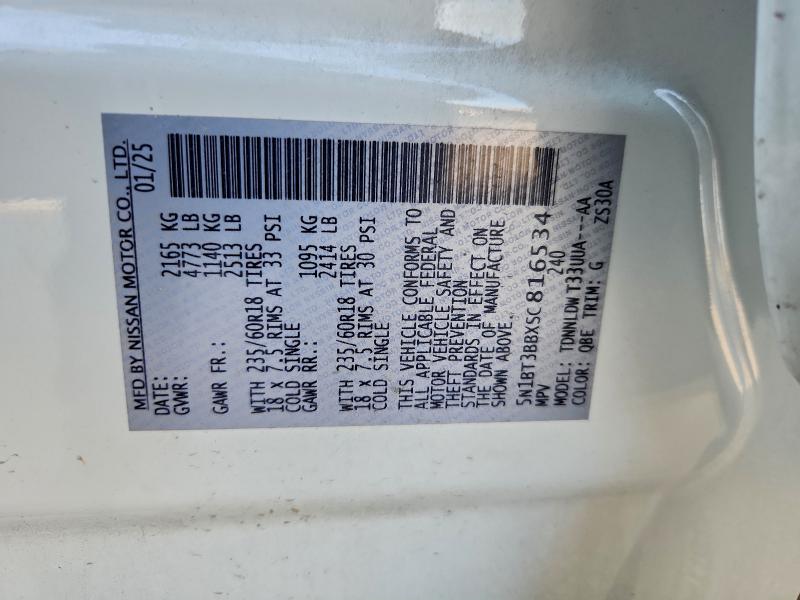 MFD BY NISSAN MOTOR CO., LTD.
DATE: 01/25
GVWR: 2165 KG
4773 LB
GAWR FR.: 1140 KG
2513 LB
WITH 235/60R18 TIRES
18 X 7.5 RIMS AT 33 PSI
COLD SINGLE
GAWR RR.: 1095 KG
2414 LB
WITH 235/60R18 TIRES
18 X 7.5 RIMS AT 30 PSI
COLD SINGLE
THIS VEHICLE CONFORMS TO
ALL APPLICABLE FEDERAL
MOTOR VEHICLE SAFETY AND
THEFT PREVENTION
STANDARDS IN EFFECT ON
THE DATE OF MANUFACTURE
SHOWN ABOVE.
5N1BT3BBXSC816534
MPV 240
MODEL: TDWNLDWT33UUA---AA
COLOR: QBE TRIM: G ZS30A